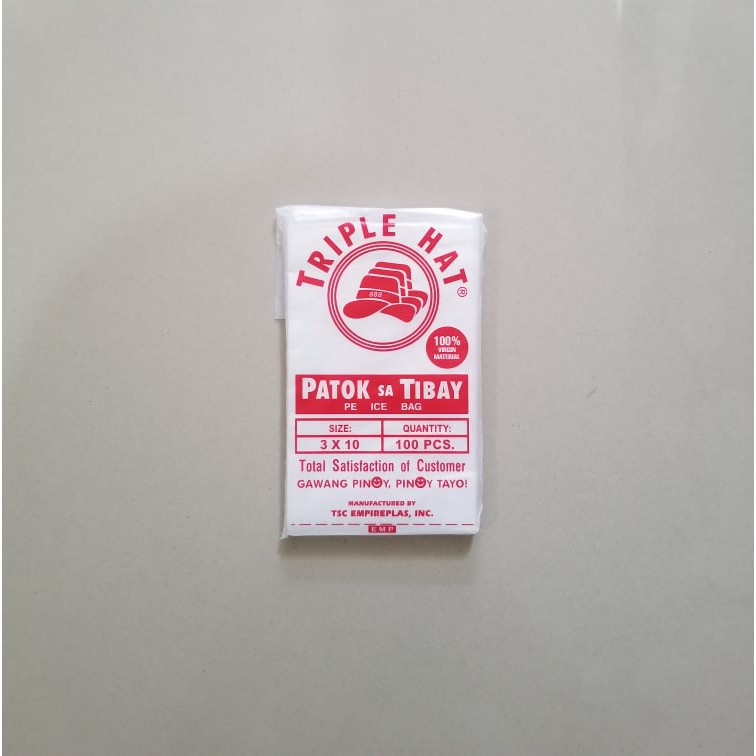 TRIPLE HAT®
888
100%
VIRGIN
MATERIAL
PATOK SA TIBAY
PE ICE BAG
SIZE: QUANTITY:
3 X 10 100 PCS.
Total Satisfaction of Customer
GAWANG PINOY, PINOY TAYO!
MANUFACTURED BY
TSC EMPIREPLAS, INC.
EMP